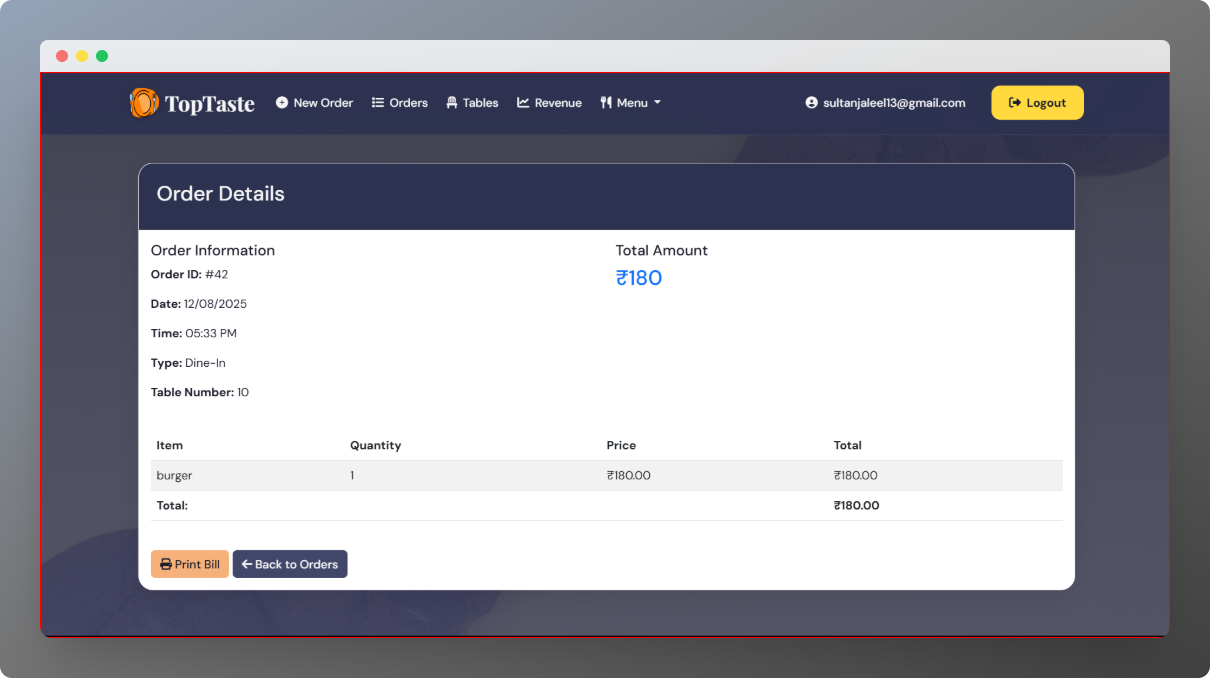 TopTaste New Order Orders Tables Revenue Menu sultanjaleel13@gmail.com Logout
Order Details
Order Information Total Amount
Order ID: #42 ₹180
Date: 12/08/2025
Time: 05:33 PM
Type: Dine-In
Table Number: 10
Item Quantity Price Total
burger 1 ₹180.00 ₹180.00
Total: ₹180.00
Print Bill Back to Orders